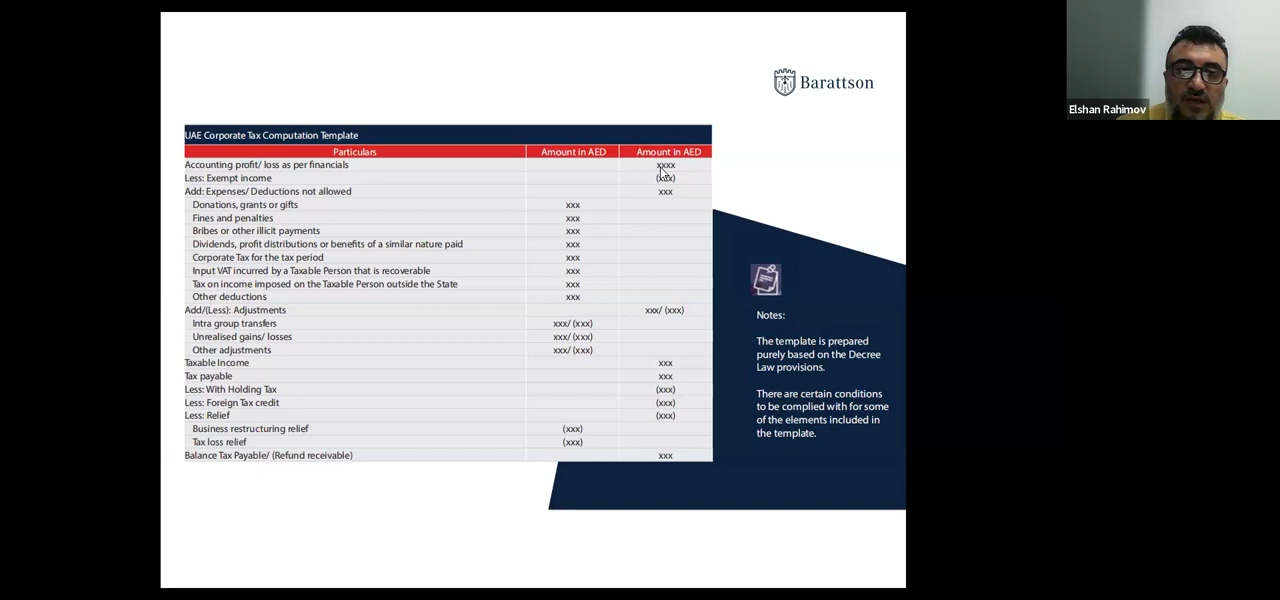 Barattson
Elshan Rahimov
UAE Corporate Tax Computation Template
Particulars Amount in AED Amount in AED
Accounting profit/ loss as per financials xxxx
Less: Exempt income (xxx)
Add: Expenses/ Deductions not allowed xxx
Donations, grants or gifts xxx
Fines and penalties xxx
Bribes or other illicit payments xxx
Dividends, profit distributions or benefits of a similar nature paid xxx
Corporate Tax for the tax period xxx
Input VAT incurred by a Taxable Person that is recoverable xxx
Tax on income imposed on the Taxable Person outside the State xxx
Other deductions xxx
Add/(Less): Adjustments xxx/ (xxx)
Intra group transfers xxx/ (xxx)
Unrealised gains/ losses xxx/ (xxx)
Other adjustments xxx/ (xxx)
Taxable Income xxx
Tax payable xxx
Less: With Holding Tax (xxx)
Less: Foreign Tax credit (xxx)
Less: Relief (xxx)
Business restructuring relief (xxx)
Tax loss relief (xxx)
Balance Tax Payable/ (Refund receivable) xxx
Notes:
The template is prepared
purely based on the Decree
Law provisions.
There are certain conditions
to be complied with for some
of the elements included in
the template.